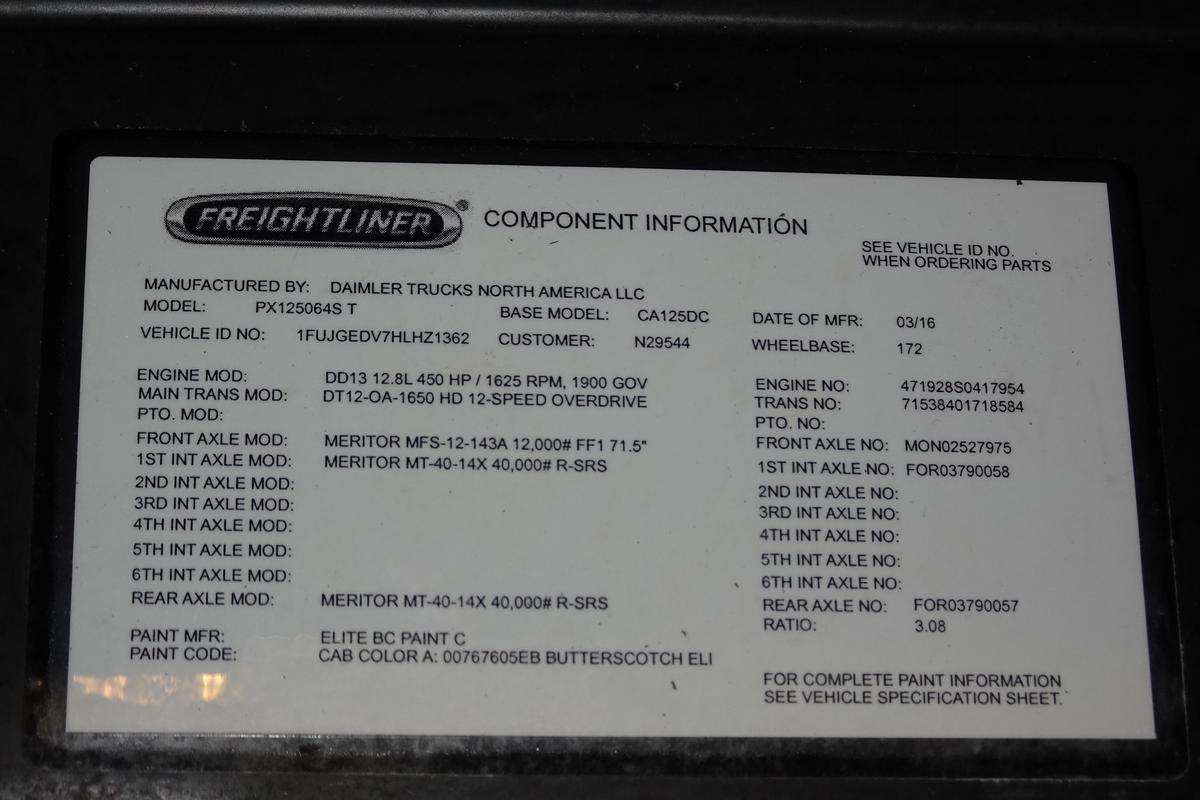 FREIGHTLINER® COMPONENT INFORMATION
SEE VEHICLE ID NO.
WHEN ORDERING PARTS
MANUFACTURED BY: DAIMLER TRUCKS NORTH AMERICA LLC
MODEL: PX125064S T BASE MODEL: CA125DC DATE OF MFR: 03/16
VEHICLE ID NO: 1FUJGEDV7HLHZ1362 CUSTOMER: N29544 WHEELBASE: 172
ENGINE MOD: DD13 12.8L 450 HP / 1625 RPM, 1900 GOV ENGINE NO: 471928S0417954
MAIN TRANS MOD: DT12-OA-1650 HD 12-SPEED OVERDRIVE TRANS NO: 71538401718584
PTO. MOD: PTO. NO:
FRONT AXLE MOD: MERITOR MFS-12-143A 12,000# FF1 71.5" FRONT AXLE NO: MON02527975
1ST INT AXLE MOD: MERITOR MT-40-14X 40,000# R-SRS 1ST INT AXLE NO: FOR03790058
2ND INT AXLE MOD: 2ND INT AXLE NO:
3RD INT AXLE MOD: 3RD INT AXLE NO:
4TH INT AXLE MOD: 4TH INT AXLE NO:
5TH INT AXLE MOD: 5TH INT AXLE NO:
6TH INT AXLE MOD: 6TH INT AXLE NO:
REAR AXLE MOD: MERITOR MT-40-14X 40,000# R-SRS REAR AXLE NO: FOR03790057
RATIO: 3.08
PAINT MFR: ELITE BC PAINT C
PAINT CODE: CAB COLOR A: 00767605EB BUTTERSCOTCH ELI
FOR COMPLETE PAINT INFORMATION
SEE VEHICLE SPECIFICATION SHEET.